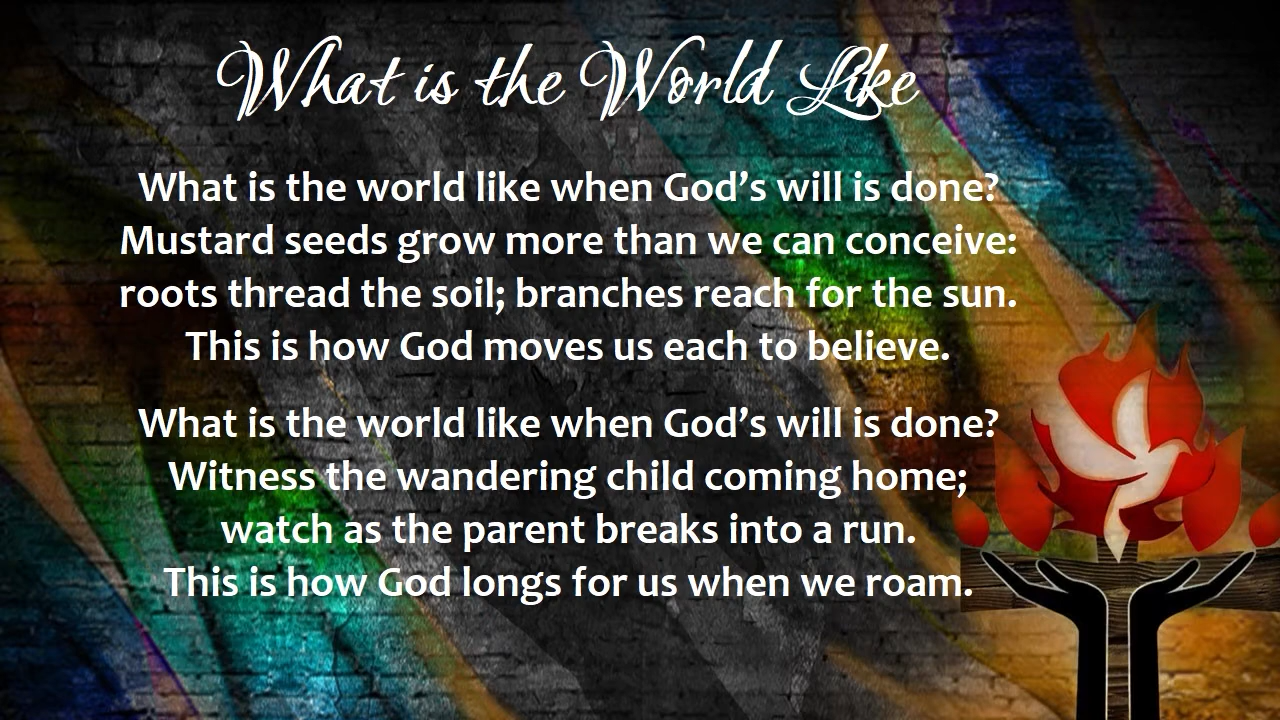 What is the World Like
What is the world like when God’s will is done?
Mustard seeds grow more than we can conceive:
roots thread the soil; branches reach for the sun.
This is how God moves us each to believe.
What is the world like when God’s will is done?
Witness the wandering child coming home;
watch as the parent breaks into a run.
This is how God longs for us when we roam.